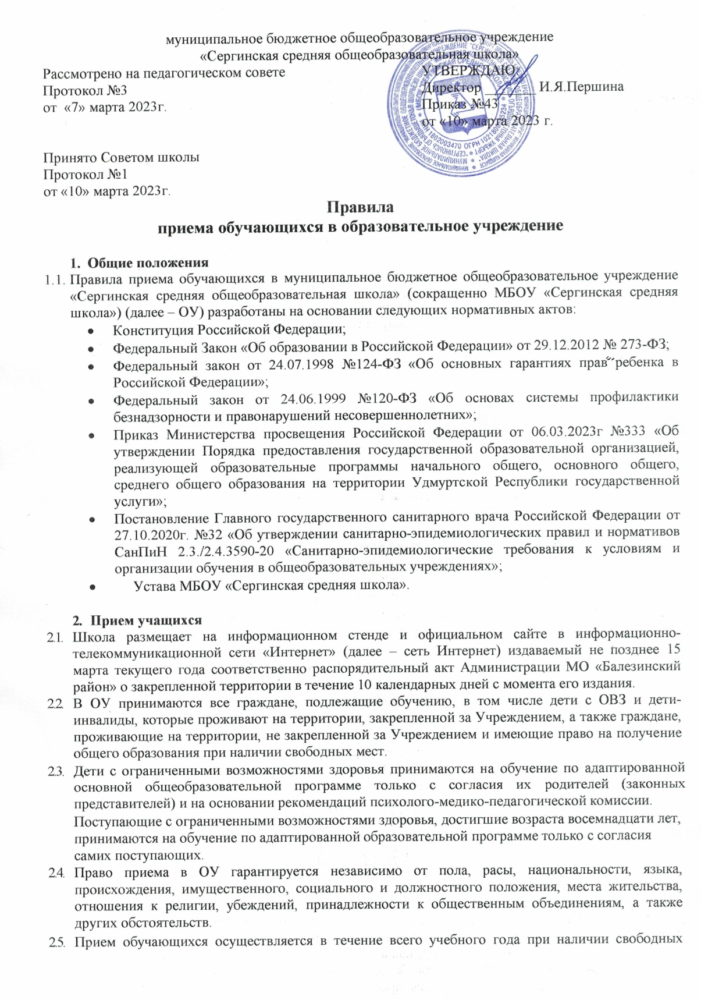 муниципальное бюджетное общеобразовательное учреждение
«Сергинская средняя общеобразовательная школа»
Рассмотрено на педагогическом совете
УТВЕРЖДАЮ
Протокол №3
Директор _______ И.Я.Першина
от «7» марта 2023г.
Приказ №43
от «10» марта 2023 г.
Принято Советом школы
Протокол №1
от «10» марта 2023г.
Правила
приема обучающихся в образовательное учреждение
1. Общие положения
1.1. Правила приема обучающихся в муниципальное бюджетное общеобразовательное учреждение
«Сергинская средняя общеобразовательная школа» (сокращенно МБОУ «Сергинская средняя
школа») (далее – ОУ) разработаны на основании следующих нормативных актов:
• Конституция Российской Федерации;
• Федеральный Закон «Об образовании в Российской Федерации» от 29.12.2012 № 273-ФЗ;
• Федеральный закон от 24.07.1998 №124-ФЗ «Об основных гарантиях прав ребенка в
Российской Федерации»;
• Федеральный закон от 24.06.1999 №120-ФЗ «Об основах системы профилактики
безнадзорности и правонарушений несовершеннолетних»;
• Приказ Министерства просвещения Российской Федерации от 06.03.2023г №333 «Об
утверждении Порядка предоставления государственной образовательной организацией,
реализующей образовательные программы начального общего, основного общего,
среднего общего образования на территории Удмуртской Республики государственной
услуги»;
• Постановление Главного государственного санитарного врача Российской Федерации от
27.10.2020г. №32 «Об утверждении санитарно-эпидемиологических правил и нормативов
СанПиН 2.3./2.4.3590-20 «Санитарно-эпидемиологические требования к условиям и
организации обучения в общеобразовательных учреждениях»;
• Устава МБОУ «Сергинская средняя школа».
2. Прием учащихся
2.1. Школа размещает на информационном стенде и официальном сайте в информационно-
телекоммуникационной сети «Интернет» (далее – сеть Интернет) издаваемый не позднее 15
марта текущего года соответственно распорядительный акт Администрации МО «Балезинский
район» о закрепленной территории в течение 10 календарных дней с момента его издания.
2.2. В ОУ принимаются все граждане, подлежащие обучению, в том числе дети с ОВЗ и дети-
инвалиды, которые проживают на территории, закрепленной за Учреждением, а также граждане,
проживающие на территории, не закрепленной за Учреждением и имеющие право на получение
общего образования при наличии свободных мест.
2.3. Дети с ограниченными возможностями здоровья принимаются на обучение по адаптированной
основной общеобразовательной программе только с согласия их родителей (законных
представителей) и на основании рекомендаций психолого-медико-педагогической комиссии.
Поступающие с ограниченными возможностями здоровья, достигшие возраста восемнадцати лет,
принимаются на обучение по адаптированной образовательной программе только с согласия
самих поступающих.
2.4. Право приема в ОУ гарантируется независимо от пола, расы, национальности, языка,
происхождения, имущественного, социального и должностного положения, места жительства,
отношения к религии, убеждений, принадлежности к общественным объединениям, а также
других обстоятельств.
2.5. Прием обучающихся осуществляется в течение всего учебного года при наличии свободных